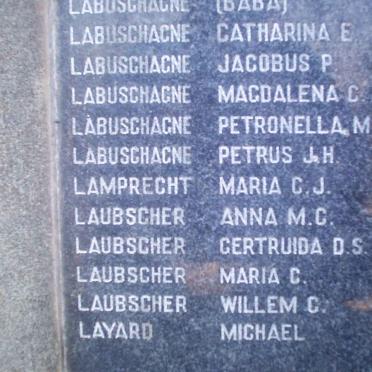 LABUSCHAGNE (BABA)
LABUSCHAGNE CATHARINA E
LABUSCHAGNE JACOBUS P.
LABUSCHAGNE MAGDALENA C.
LABUSCHAGNE PETRONELLA M
LABUSCHAGNE PETRUS J.H.
LAMPRECHT MARIA C.J.
LAUBSCHER ANNA M.C.
LAUBSCHER GERTRUIDA D.S.
LAUBSCHER MARIA C.
LAUBSCHER WILLEM C.
LAYARD MICHAEL